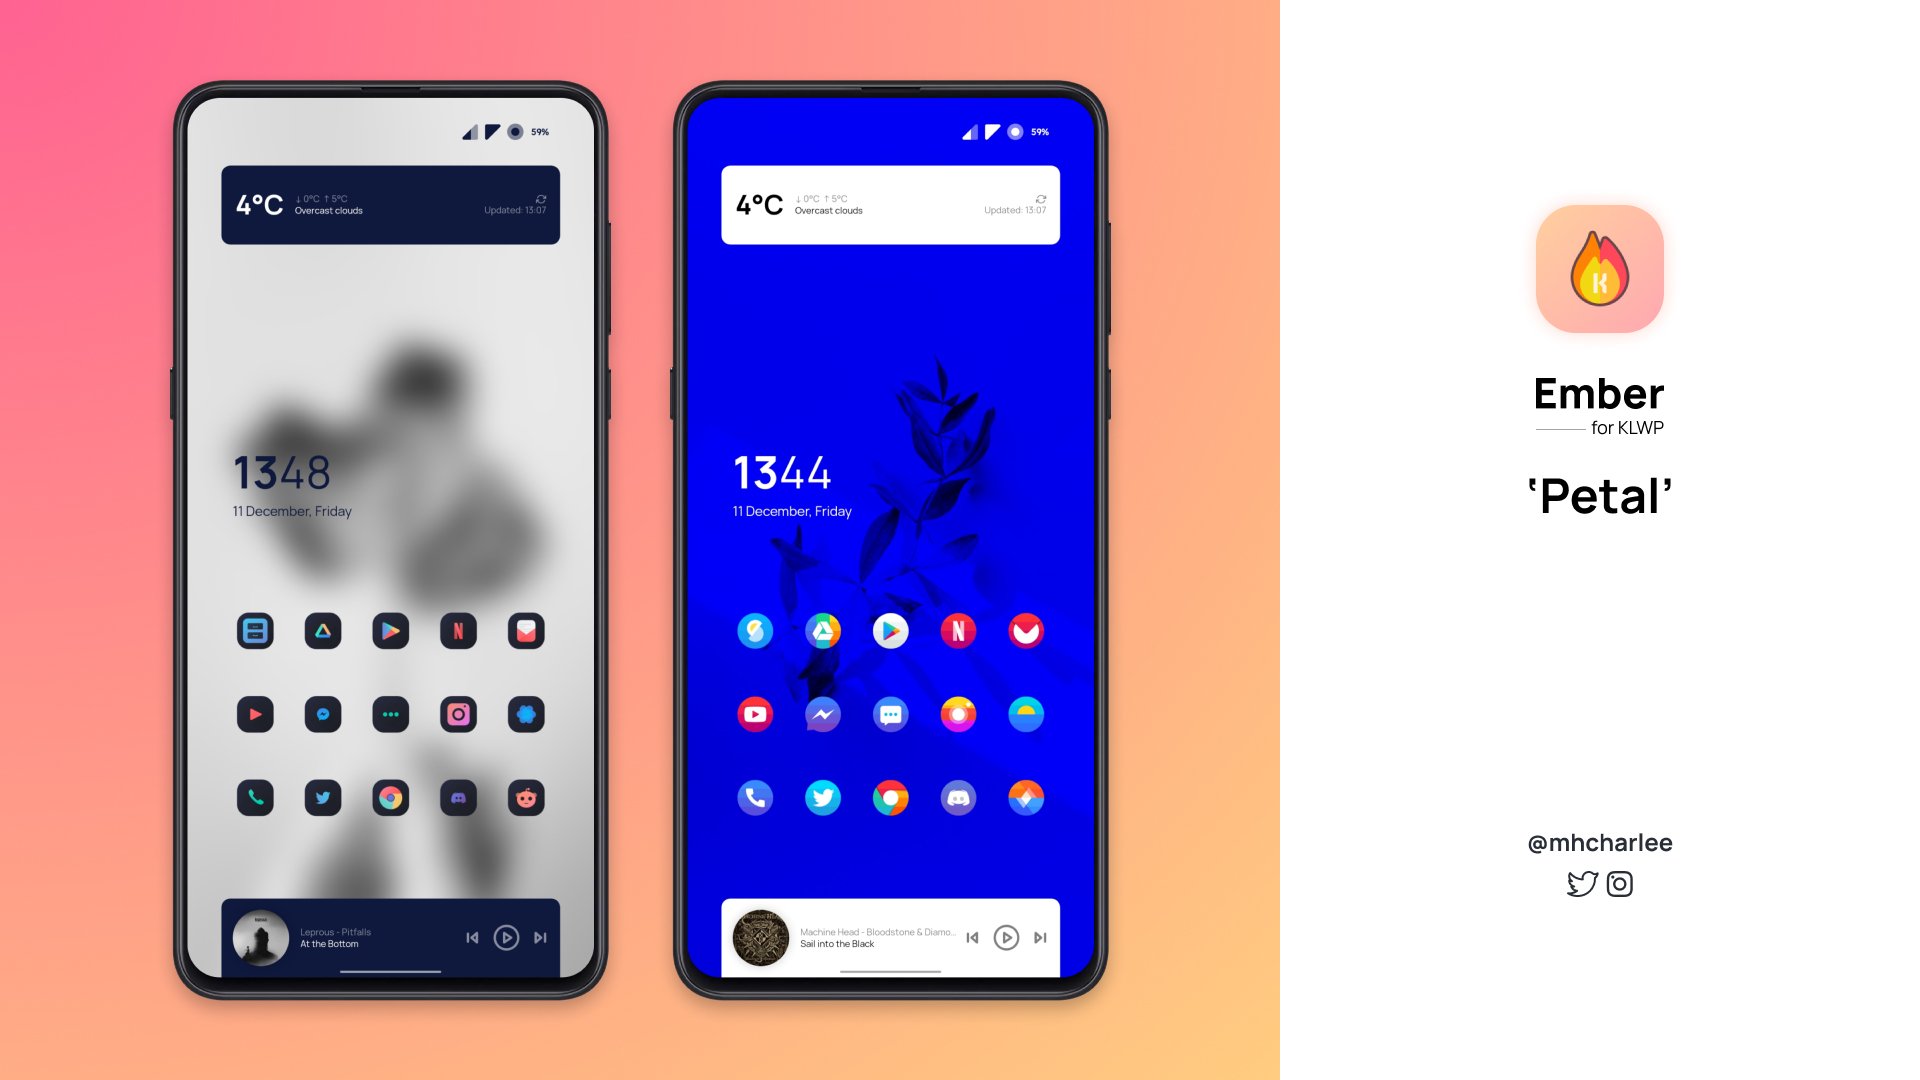 59%
4°C
↓ 0°C ↑ 5°C
Overcast clouds
Updated: 13:07
1348
11 December, Friday
Leprous - Pitfalls
At the Bottom
59%
4°C
↓ 0°C ↑ 5°C
Overcast clouds
Updated: 13:07
1344
11 December, Friday
Machine Head - Bloodstone & Diamo...
Sail into the Black
K
Ember
for KLWP
‘Petal’
@mhcharlee